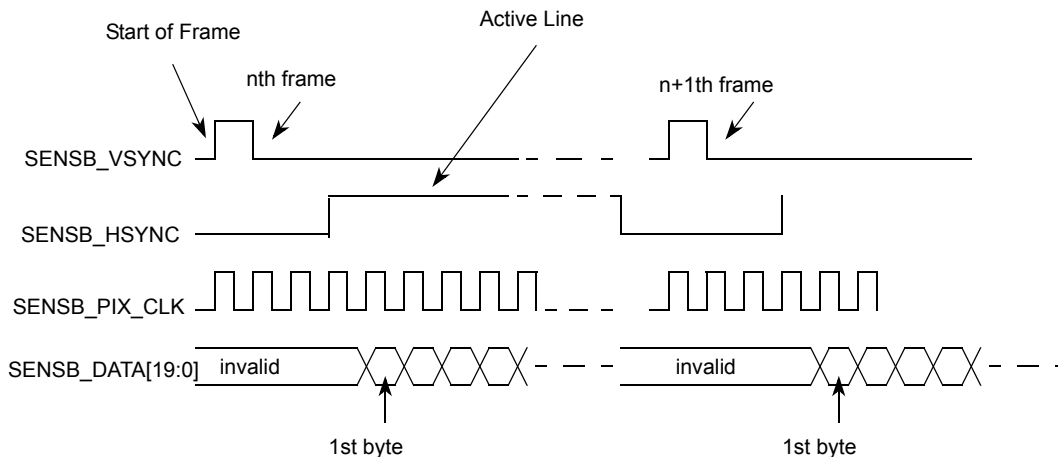 Active Line
Start of Frame
nth frame
n+1th frame
SENSB_VSYNC
SENSB_HSYNC
SENSB_PIX_CLK
SENSB_DATA[19:0]
invalid
invalid
1st byte
1st byte